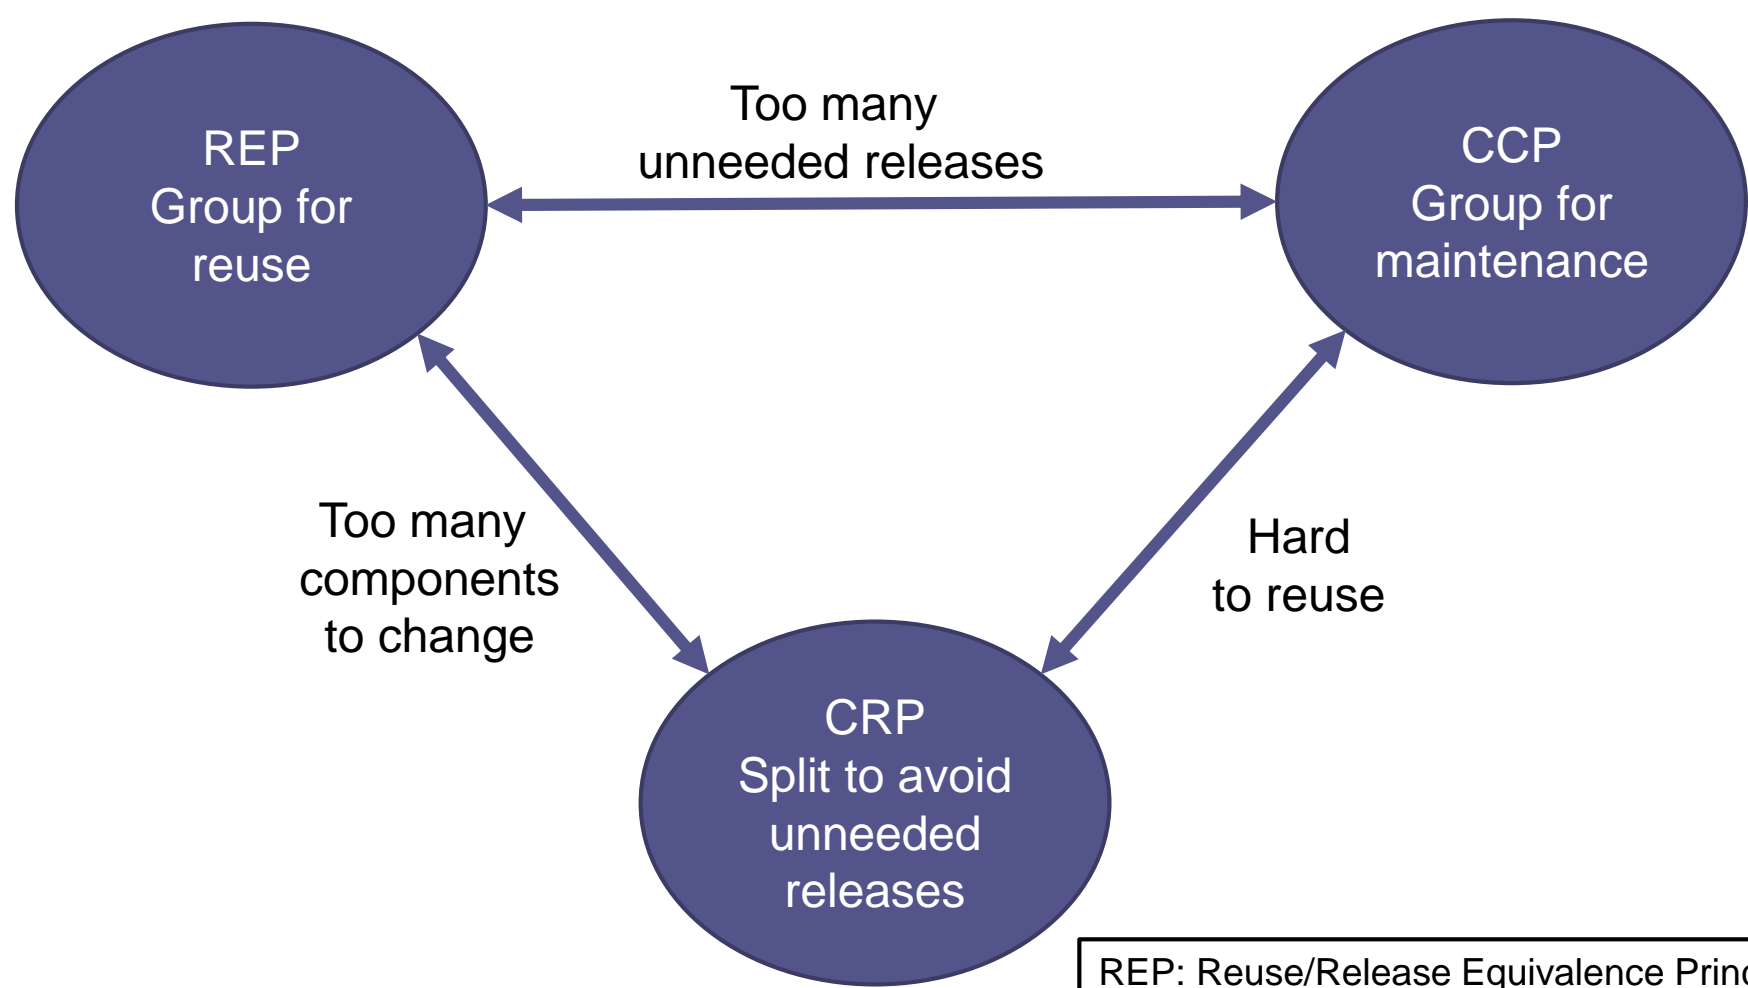 REP
Group for
reuse
Too many
unneeded releases
CCP
Group for
maintenance
Too many
components
to change
Hard
to reuse
CRP
Split to avoid
unneeded
releases
REP: Reuse/Release Equivalence